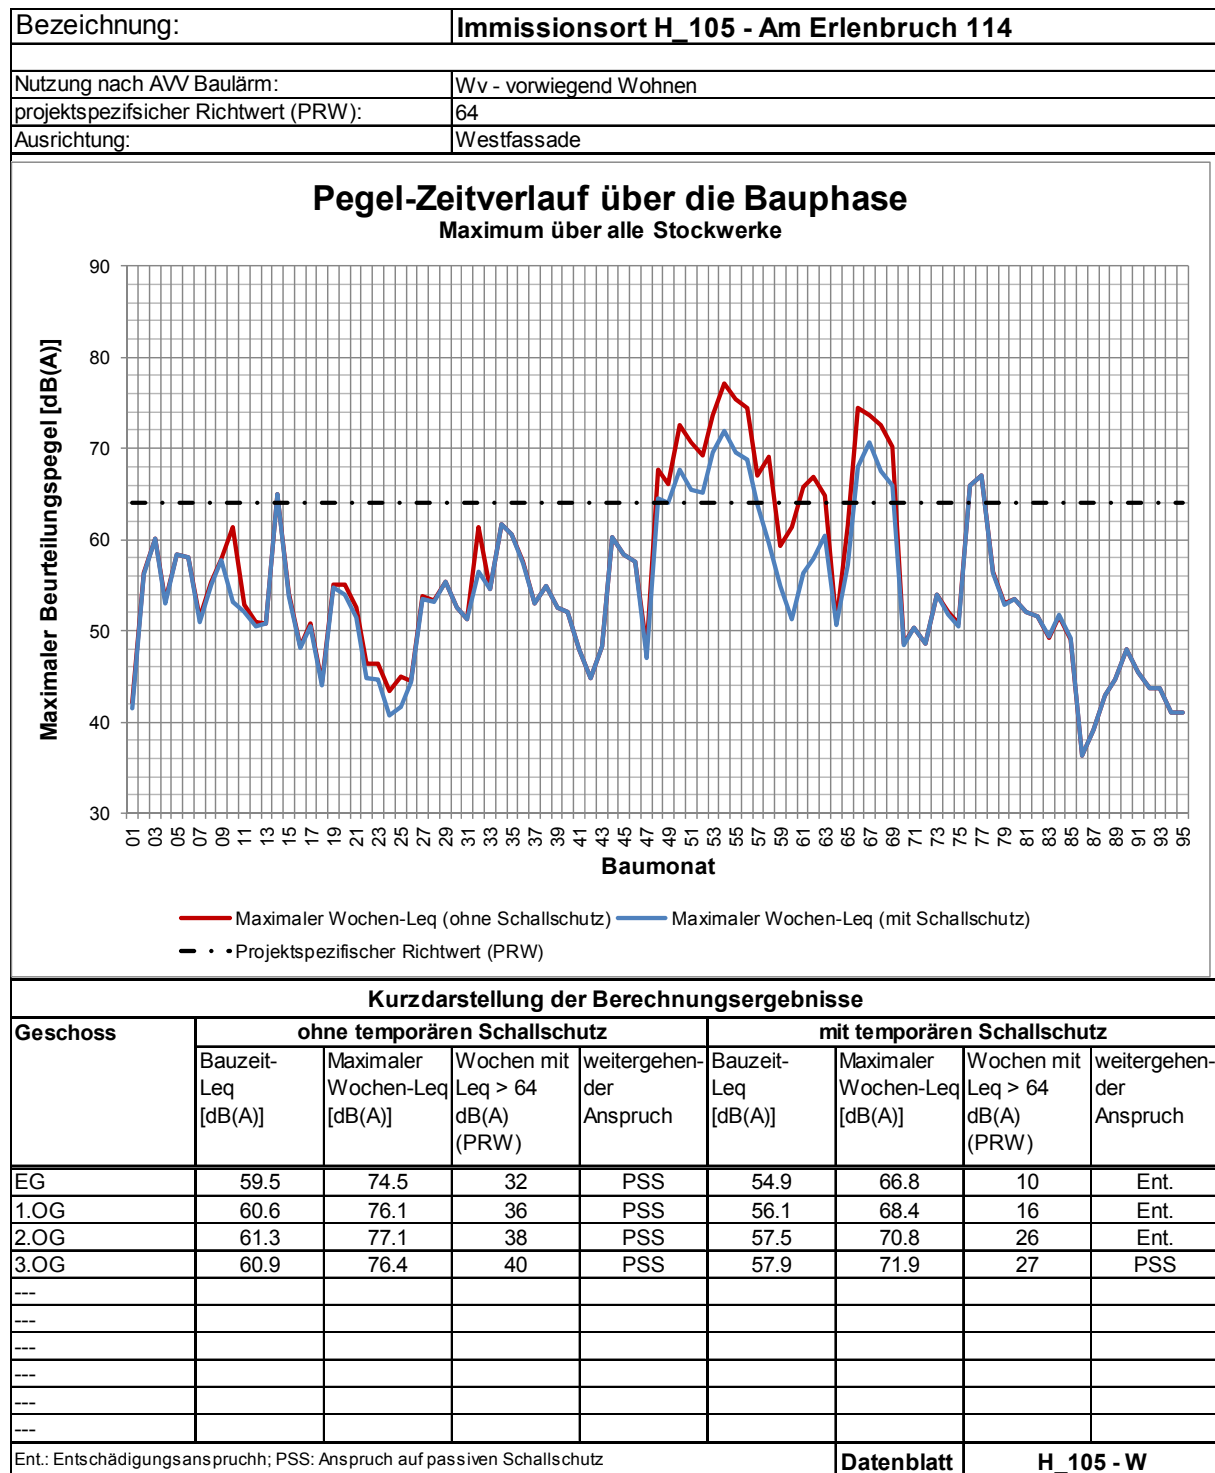 Bezeichnung: Immissionsort H_105 - Am Erlenbruch 114
Nutzung nach AVV Baulärm: Wv - vorwiegend Wohnen
projektspezifsicher Richtwert (PRW): 64
Ausrichtung: Westfassade
Pegel-Zeitverlauf über die Bauphase
Maximum über alle Stockwerke
Maximaler Beurteilungspegel [dB(A)]
90
80
70
60
50
40
30
01 03 05 07 09 11 13 15 17 19 21 23 25 27 29 31 33 35 37 39 41 43 45 47 49 51 53 55 57 59 61 63 65 67 69 71 73 75 77 79 81 83 85 87 89 91 93 95
Baumonat
Maximaler Wochen-Leq (ohne Schallschutz) Maximaler Wochen-Leq (mit Schallschutz)
Projektspezifischer Richtwert (PRW)
Kurzdarstellung der Berechnungsergebnisse
Geschoss ohne temporären Schallschutz mit temporären Schallschutz
Bauzeit- Maximaler Wochen mit weitergehen- Bauzeit- Maximaler Wochen mit weitergehen-
Leq Wochen-Leq Leq > 64 der Leq Wochen-Leq Leq > 64 der
[dB(A)] [dB(A)] dB(A) Anspruch [dB(A)] [dB(A)] dB(A) Anspruch
(PRW) (PRW)
EG 59.5 74.5 32 PSS 54.9 66.8 10 Ent.
1.OG 60.6 76.1 36 PSS 56.1 68.4 16 Ent.
2.OG 61.3 77.1 38 PSS 57.5 70.8 26 Ent.
3.OG 60.9 76.4 40 PSS 57.9 71.9 27 PSS
---
---
---
---
---
---
Ent.: Entschädigungsanspruchh; PSS: Anspruch auf passiven Schallschutz Datenblatt H_105 - W